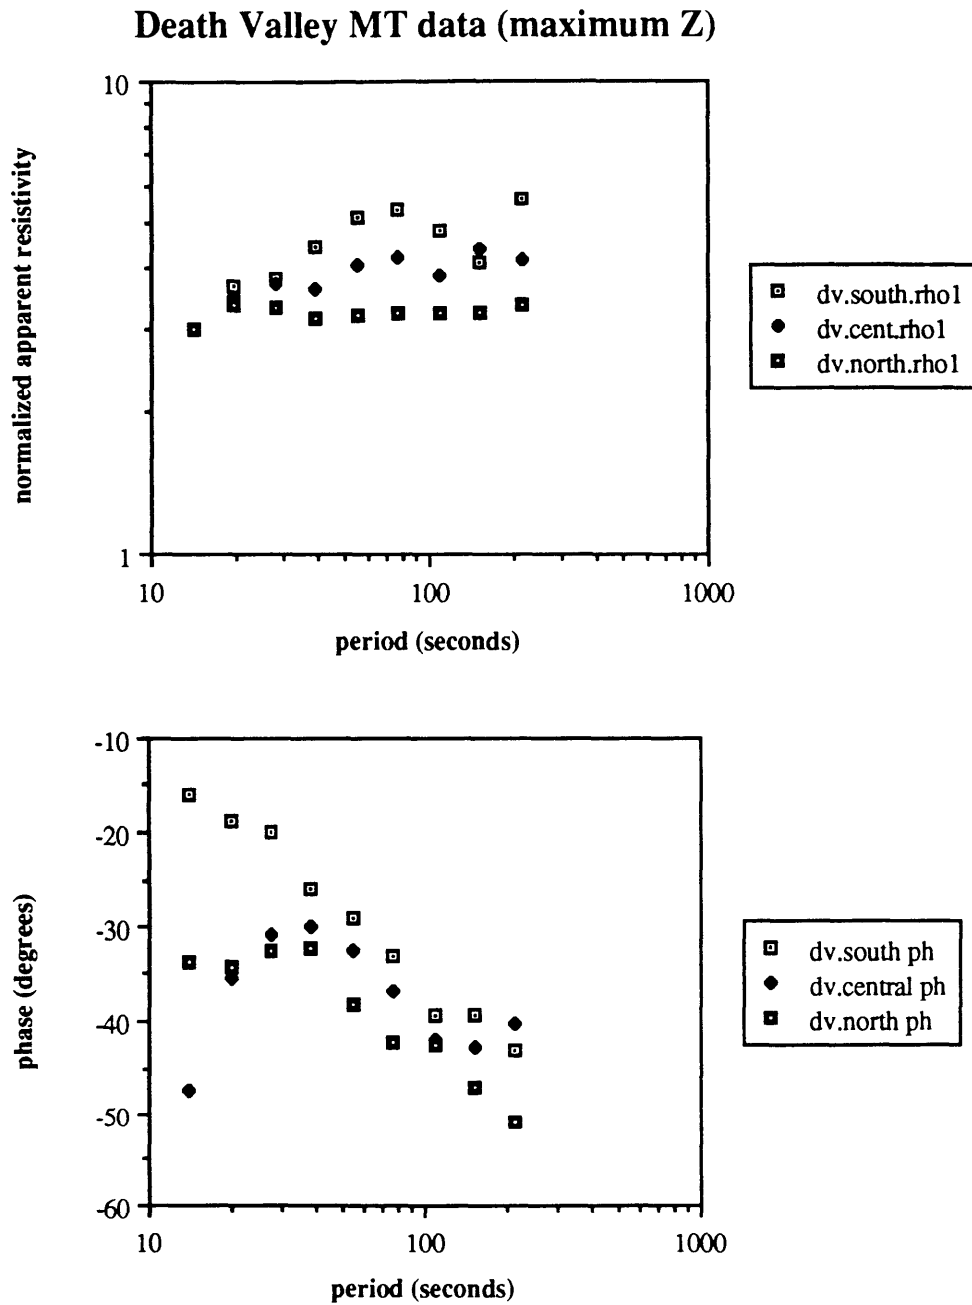 Death Valley MT data (maximum Z)
normalized apparent resistivity
10
1
10
100
1000
period (seconds)
dv.south.rho1
dv.cent.rho1
dv.north.rho1
phase (degrees)
-10
-20
-30
-40
-50
-60
10
100
1000
period (seconds)
dv.south ph
dv.central ph
dv.north ph